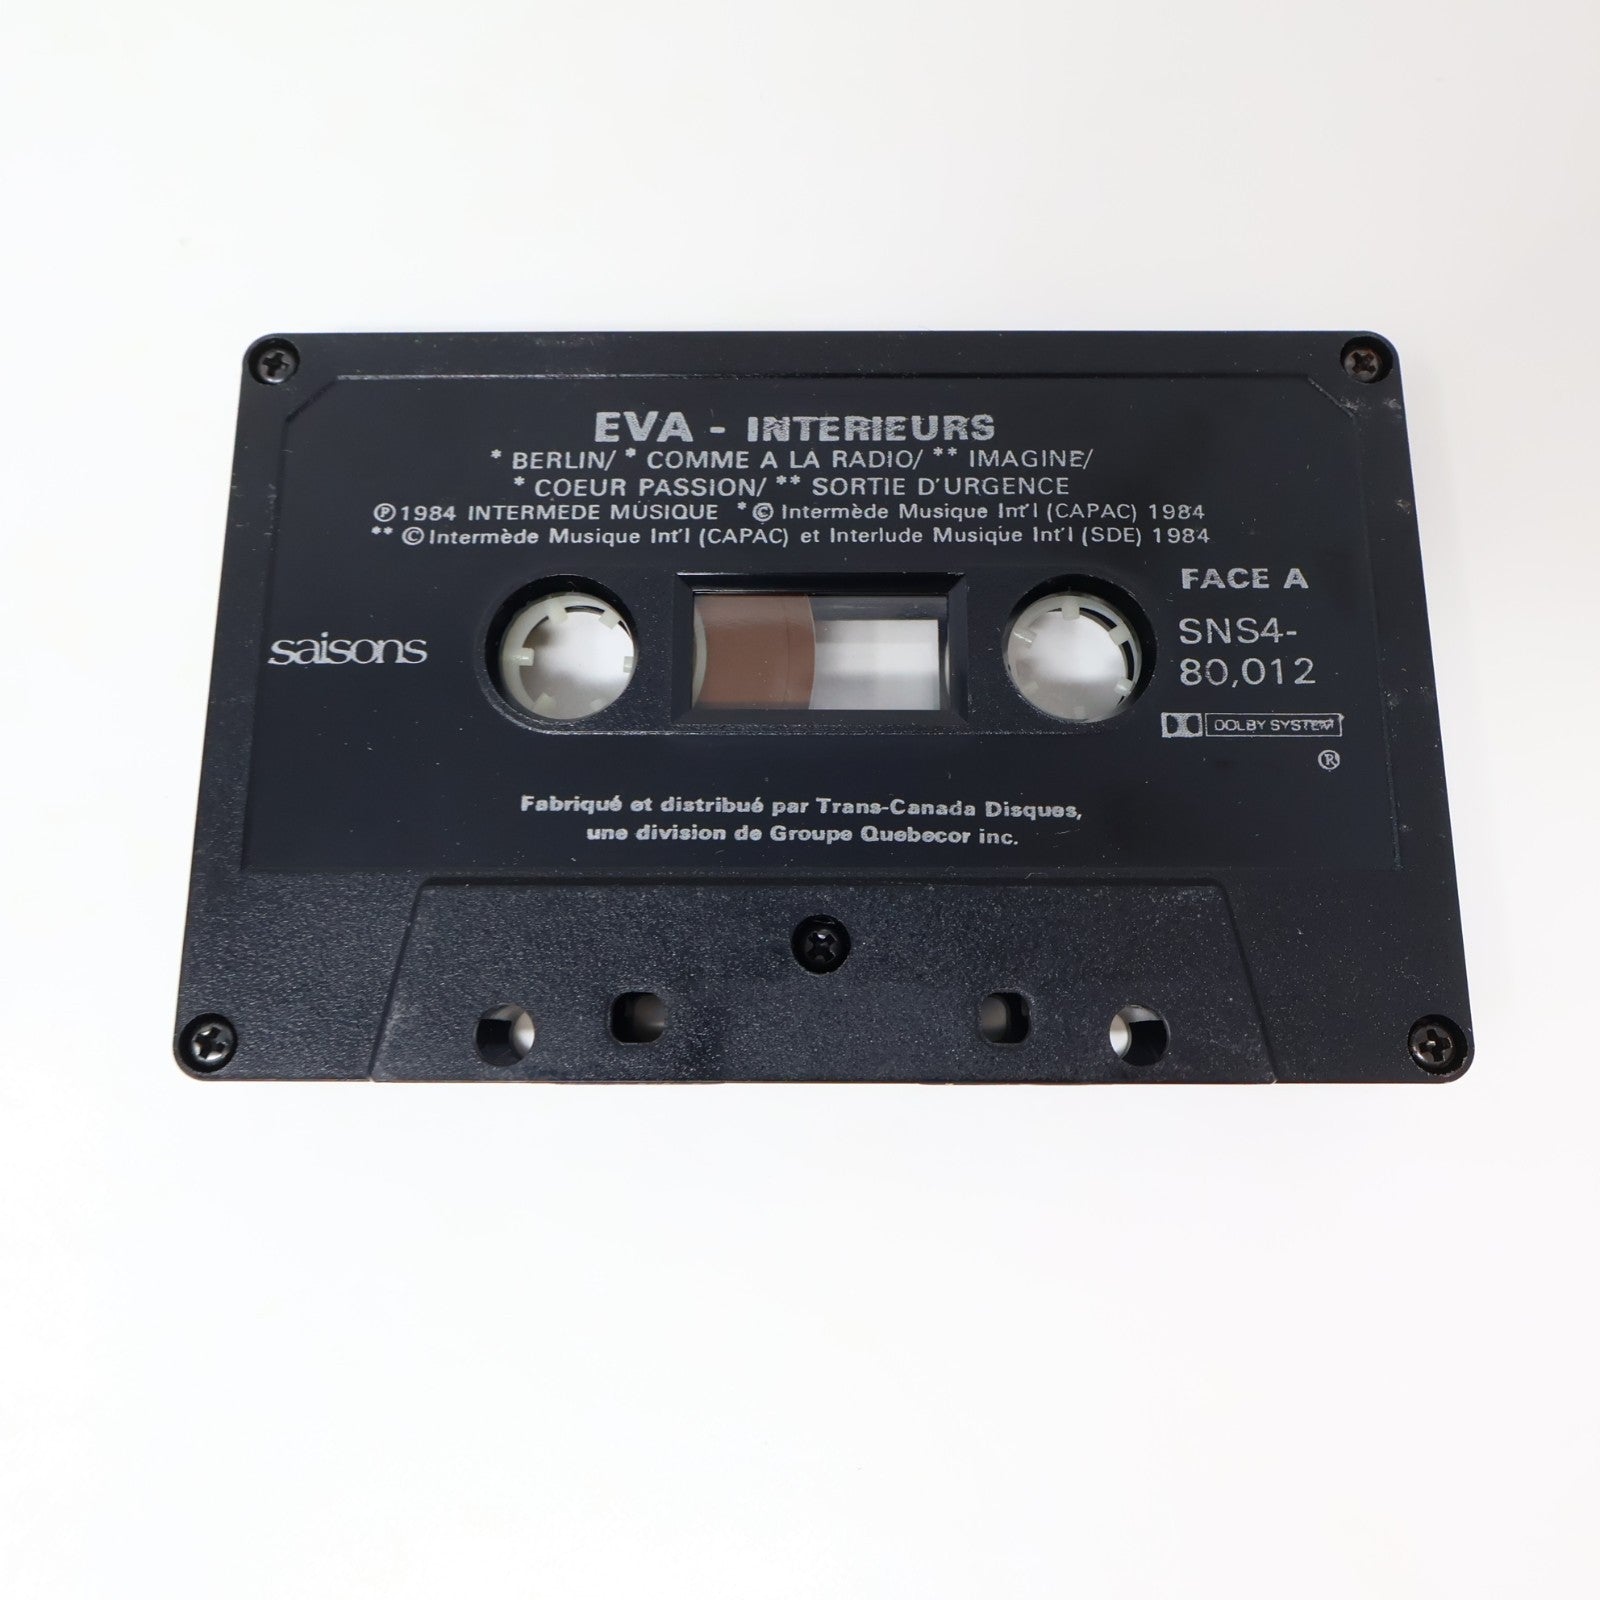 EVA - INTERIEURS
* BERLIN/ * COMME A LA RADIO/ ** IMAGINE/
* COEUR PASSION/ ** SORTIE D'URGENCE
℗1984 INTERMEDE MUSIQUE *© Intermède Musique Int'l (CAPAC) 1984
** © Intermède Musique Int'l (CAPAC) et Interlude Musique Int'l (SDE) 1984
FACE A
saisons
SNS4-
80,012
DOLBY SYSTEM
®
Fabriqué et distribué par Trans-Canada Disques,
une division de Groupe Quebecor inc.